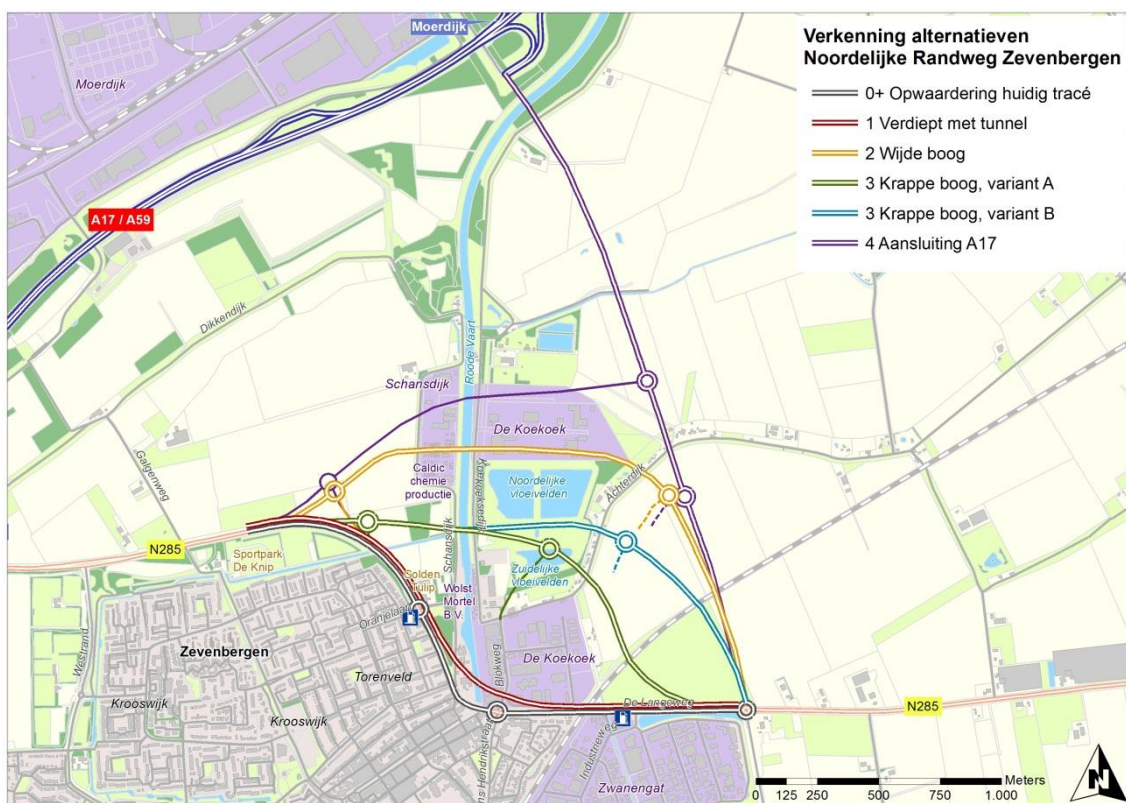 Verkenning alternatieven
Noordelijke Randweg Zevenbergen
0+ Opwaardering huidig tracé
1 Verdiept met tunnel
2 Wijde boog
3 Krappe boog, variant A
3 Krappe boog, variant B
4 Aansluiting A17
Moerdijk
Moerdijk
A17 / A59
Dikkendijk
Roode Vaart
Schansdijk
De Koekoek
Galgenweg
Caldic
chemie
productie
Koekoeksedijk
Noordelijke
vloeivelden
Achterdijk
N285
Sportpark
De Knip
Schansdijk
Golden
Tulip
Zuidelijke
vloeivelden
Wolst
Mortel
B.V.
Oranjelaan
Westrand
Zevenbergen
Torenveld
Krooswijk
Krooswijk
Blokweg
De Koekoek
De Langeweg
N285
Industrieweg
Zwanengat
Meters
0 125 250 500 750 1.000
N